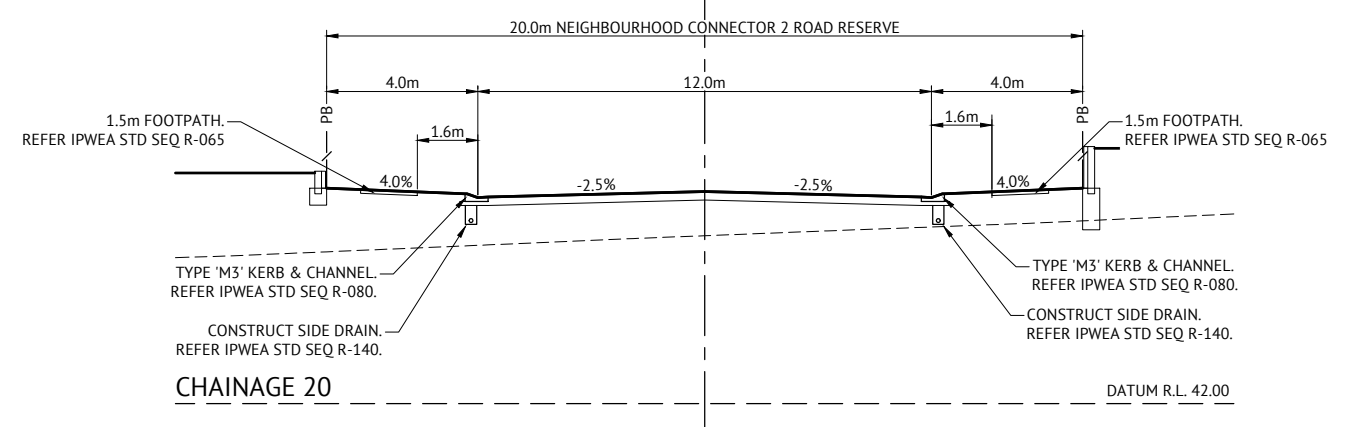 20.0m NEIGHBOURHOOD CONNECTOR 2 ROAD RESERVE
4.0m
12.0m
4.0m
PB
PB
1.5m FOOTPATH.
REFER IPWEA STD SEQ R-065
1.6m
1.6m
1.5m FOOTPATH.
REFER IPWEA STD SEQ R-065
4.0%
-2.5%
-2.5%
4.0%
TYPE 'M3' KERB & CHANNEL.
REFER IPWEA STD SEQ R-080.
TYPE 'M3' KERB & CHANNEL.
REFER IPWEA STD SEQ R-080.
CONSTRUCT SIDE DRAIN.
REFER IPWEA STD SEQ R-140.
CONSTRUCT SIDE DRAIN.
REFER IPWEA STD SEQ R-140.
CHAINAGE 20
DATUM R.L. 42.00